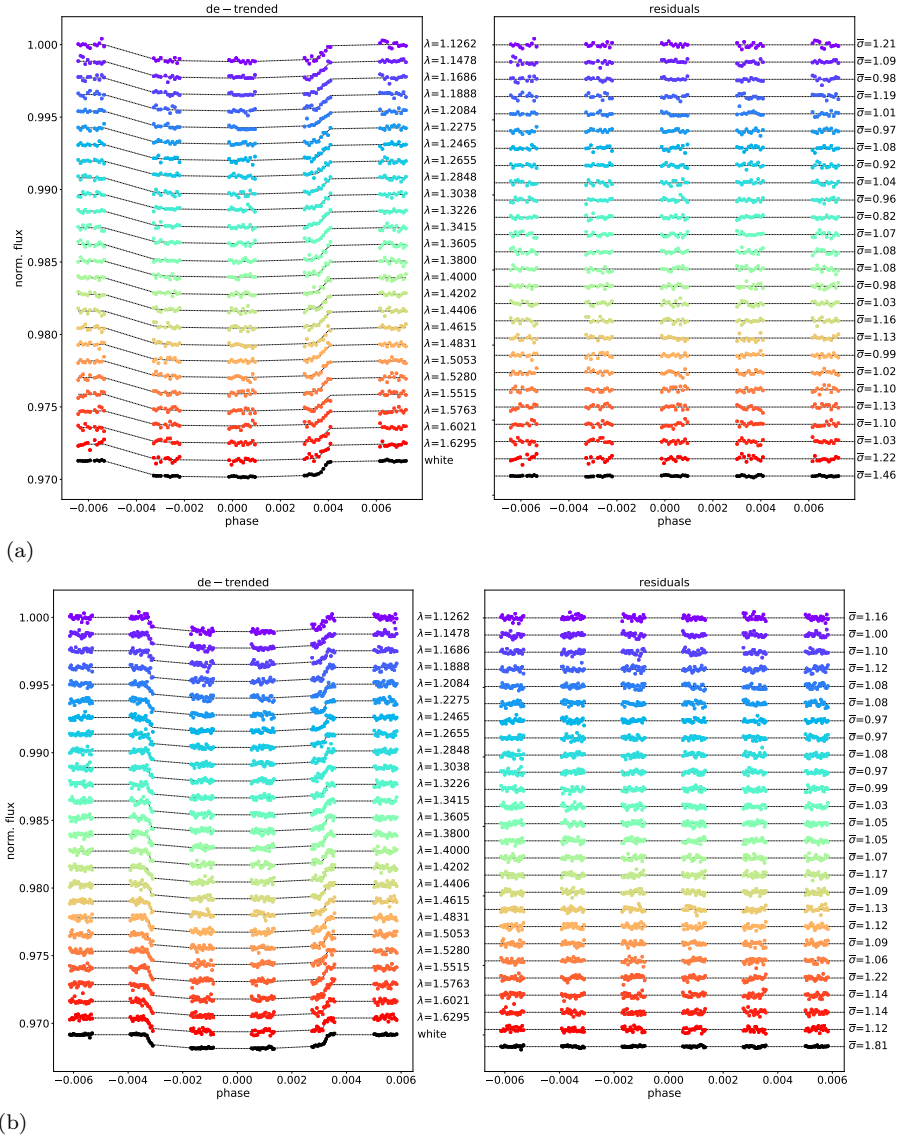 de − trended
residuals
norm. flux
1.000
0.995
0.990
0.985
0.980
0.975
0.970
λ=1.1262
λ=1.1478
λ=1.1686
λ=1.1888
λ=1.2084
λ=1.2275
λ=1.2465
λ=1.2655
λ=1.2848
λ=1.3038
λ=1.3226
λ=1.3415
λ=1.3605
λ=1.3800
λ=1.4000
λ=1.4202
λ=1.4406
λ=1.4615
λ=1.4831
λ=1.5053
λ=1.5280
λ=1.5515
λ=1.5763
λ=1.6021
λ=1.6295
white
σ̅=1.21
σ̅=1.09
σ̅=0.98
σ̅=1.19
σ̅=1.01
σ̅=0.97
σ̅=1.08
σ̅=0.92
σ̅=1.04
σ̅=0.96
σ̅=0.82
σ̅=1.07
σ̅=1.08
σ̅=1.08
σ̅=0.98
σ̅=1.03
σ̅=1.16
σ̅=1.13
σ̅=0.99
σ̅=1.02
σ̅=1.10
σ̅=1.13
σ̅=1.10
σ̅=1.03
σ̅=1.22
σ̅=1.46
−0.006 −0.004 −0.002 0.000 0.002 0.004 0.006
phase
−0.006 −0.004 −0.002 0.000 0.002 0.004 0.006
phase
(a)
de − trended
residuals
norm. flux
1.000
0.995
0.990
0.985
0.980
0.975
0.970
λ=1.1262
λ=1.1478
λ=1.1686
λ=1.1888
λ=1.2084
λ=1.2275
λ=1.2465
λ=1.2655
λ=1.2848
λ=1.3038
λ=1.3226
λ=1.3415
λ=1.3605
λ=1.3800
λ=1.4000
λ=1.4202
λ=1.4406
λ=1.4615
λ=1.4831
λ=1.5053
λ=1.5280
λ=1.5515
λ=1.5763
λ=1.6021
λ=1.6295
white
σ̅=1.16
σ̅=1.00
σ̅=1.10
σ̅=1.12
σ̅=1.08
σ̅=1.08
σ̅=0.97
σ̅=0.97
σ̅=1.08
σ̅=0.97
σ̅=0.99
σ̅=1.03
σ̅=1.05
σ̅=1.05
σ̅=1.07
σ̅=1.17
σ̅=1.09
σ̅=1.13
σ̅=1.12
σ̅=1.09
σ̅=1.06
σ̅=1.22
σ̅=1.14
σ̅=1.14
σ̅=1.12
σ̅=1.81
−0.006 −0.004 −0.002 0.000 0.002 0.004 0.006
phase
−0.006 −0.004 −0.002 0.000 0.002 0.004 0.006
phase
(b)